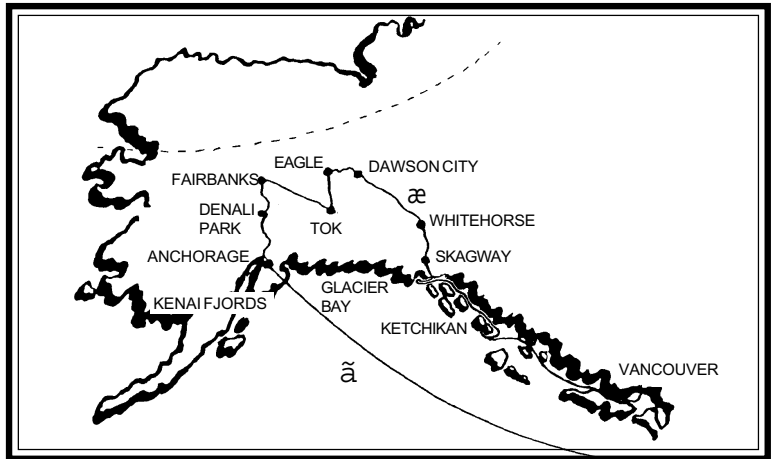 EAGLE
DAWSON CITY
FAIRBANKS
æ
DENALI
PARK
TOK
WHITEHORSE
ANCHORAGE
SKAGWAY
GLACIER
BAY
KENAI FJORDS
KETCHIKAN
ã
VANCOUVER